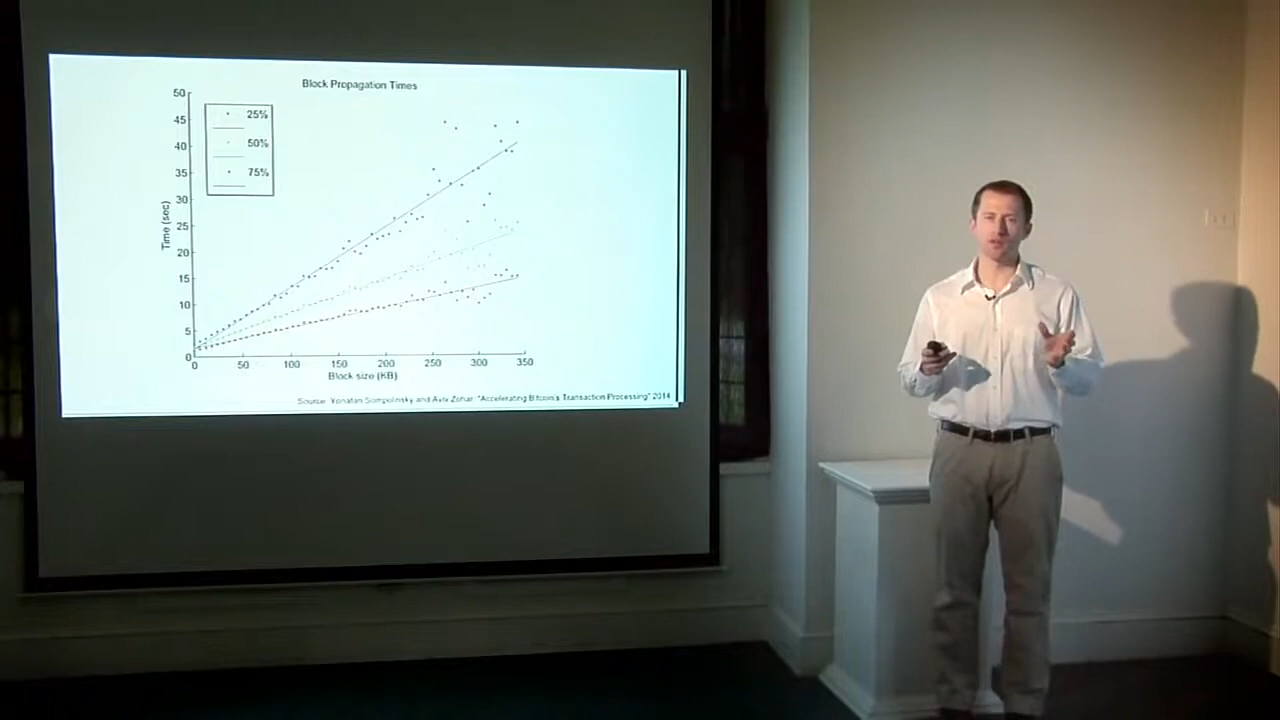 Block Propagation Times
50
45
40
35
30
25
20
15
10
5
0
Time (sec)
25%
50%
75%
0 50 100 150 200 250 300 350
Block size (KB)
Source: Yonatan Sompolinsky and Aviv Zohar: "Accelerating Bitcoin's Transaction Processing" 2014